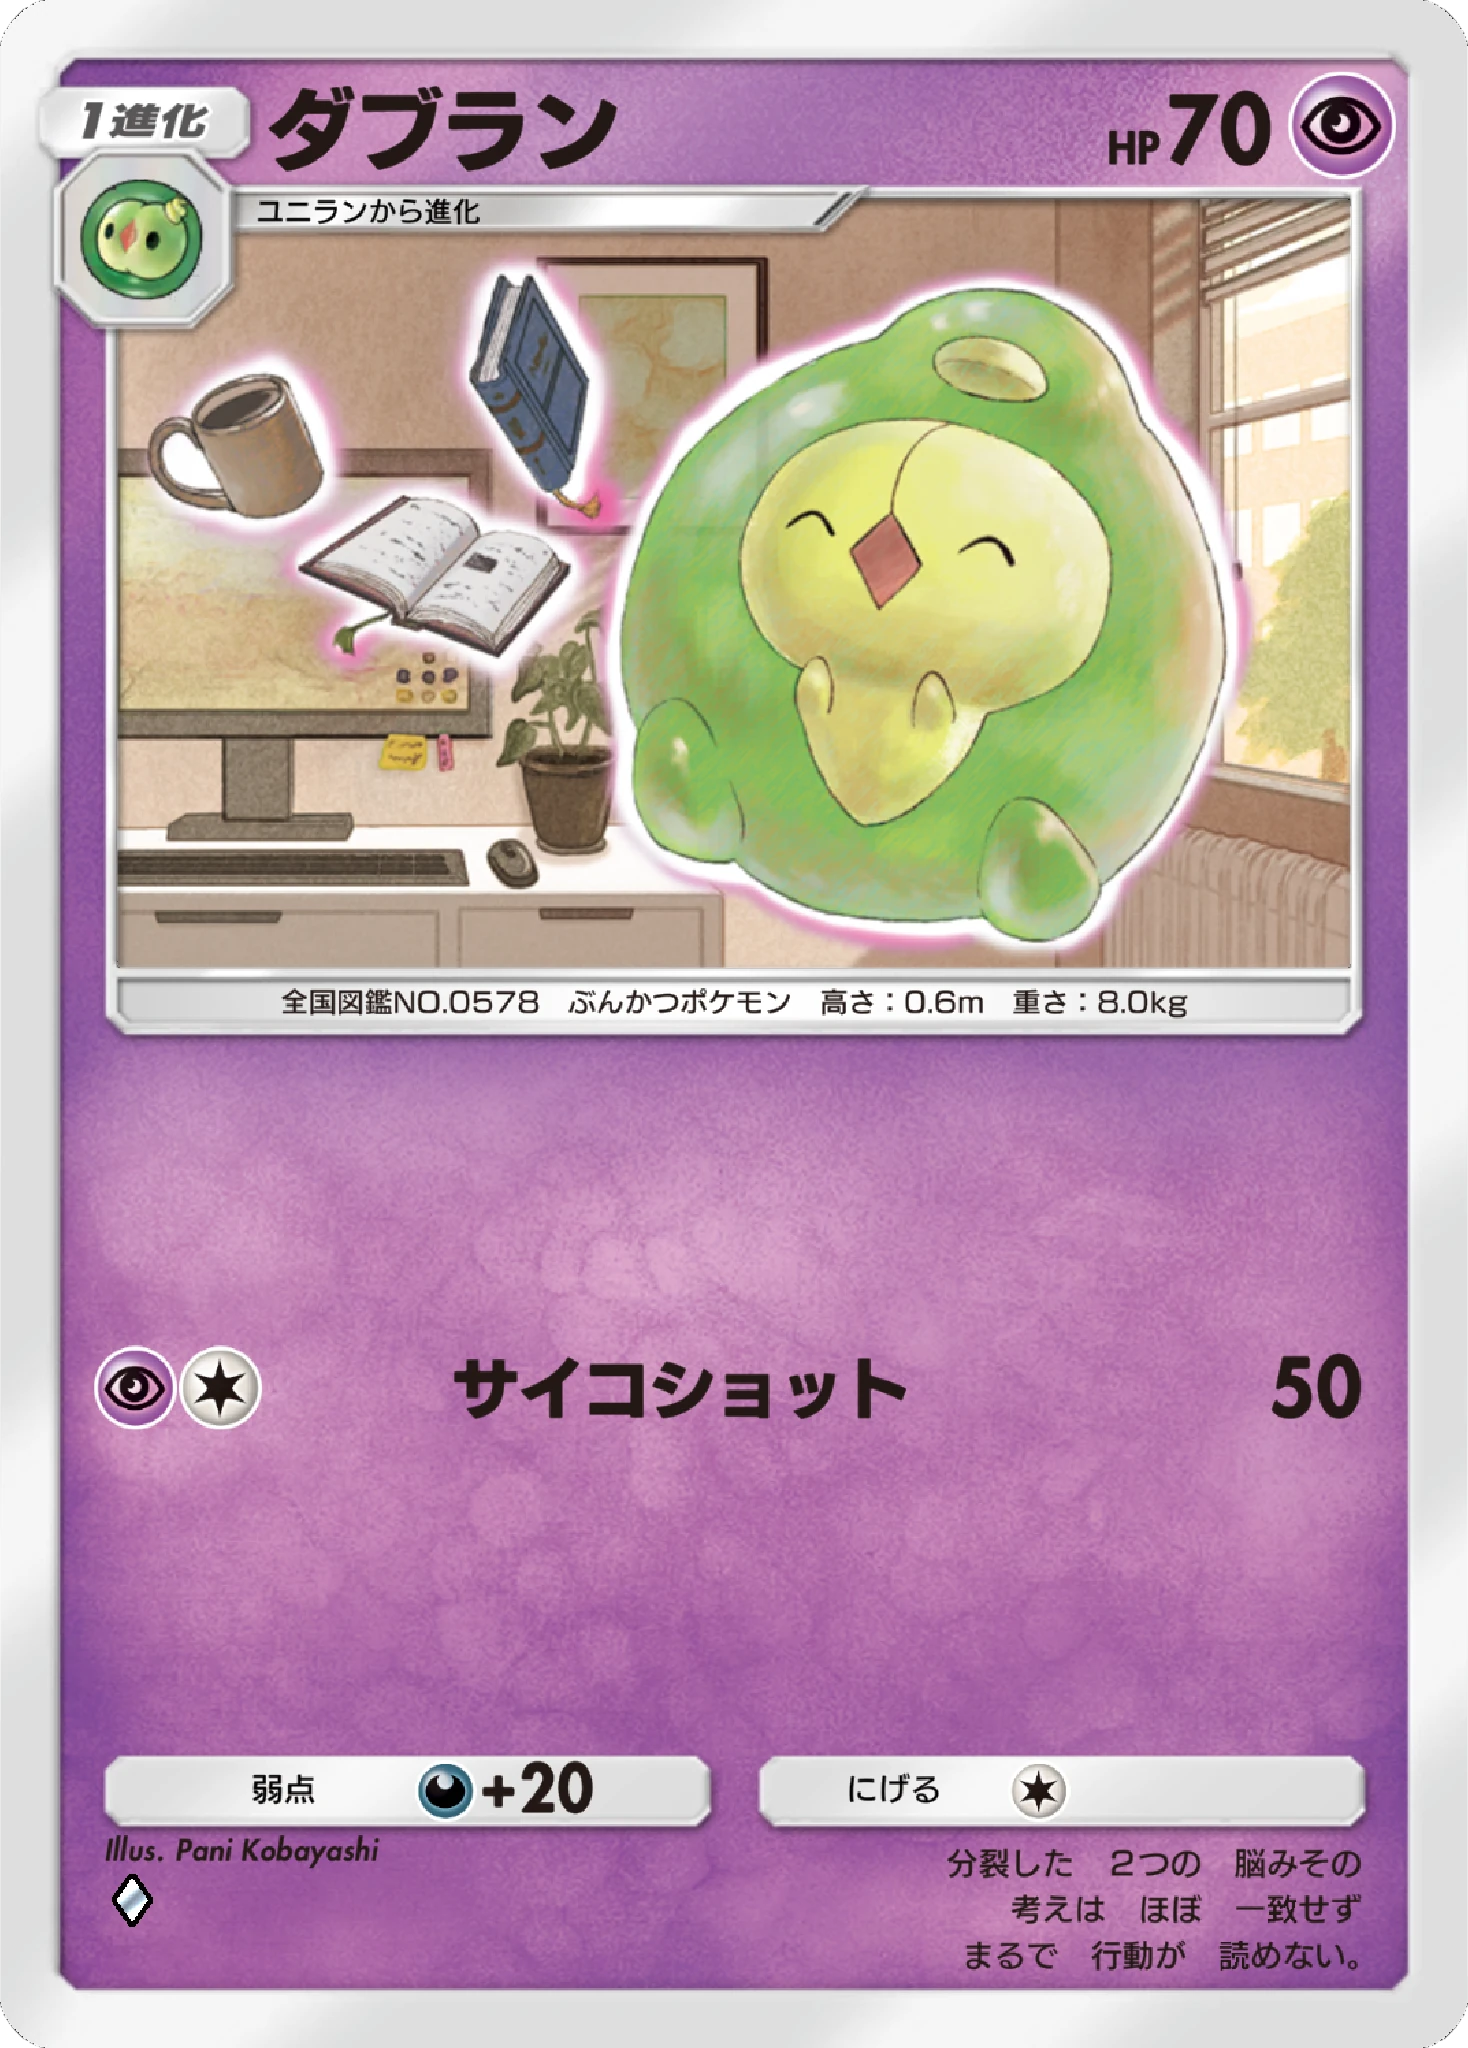 1進化
ダブラン
HP70
ユニランから進化
全国図鑑NO.0578 ぶんかつポケモン 高さ：0.6m 重さ：8.0kg
サイコショット 50
弱点 +20 にげる
Illus. Pani Kobayashi
分裂した　２つの　脳みその
考えは　ほぼ　一致せず
まるで　行動が　読めない。